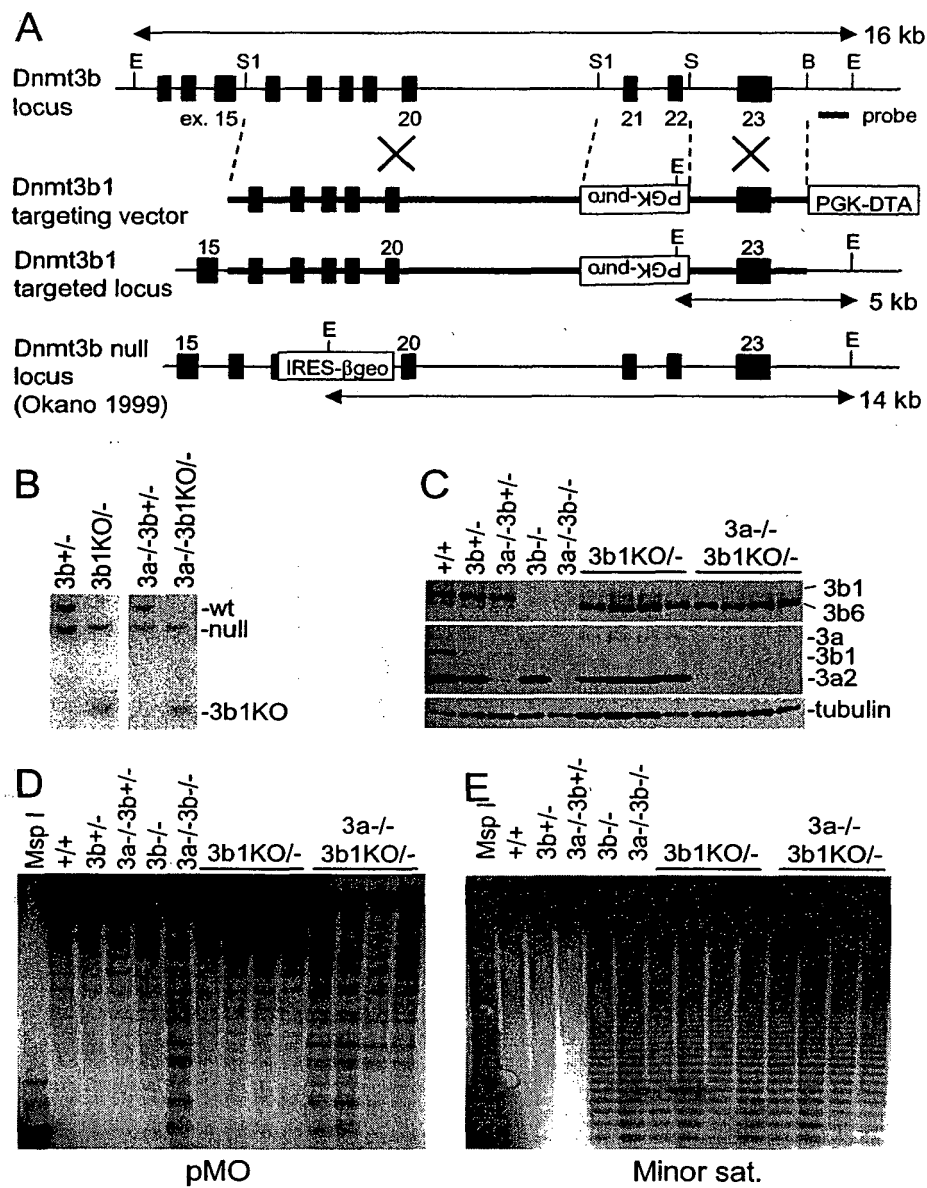 A
16 kb
E S1 S1 S B E
Dnmt3b
locus
ex. 15 20 21 22 23 probe
E
Dnmt3b1
targeting vector
PGK-puro
PGK-DTA
15 20 E 23 E
Dnmt3b1
targeted locus
PGK-puro
5 kb
E
Dnmt3b null
locus
(Okano 1999)
15 20 23 E
IRES-βgeo
14 kb
B
3b+/-
3b1KO/-
3a-/-3b+/-
3a-/-3b1KO/-
-wt
-null
-3b1KO
C
+/+
3b+/-
3a-/-3b+/-
3b-/-
3a-/-3b-/-
3b1KO/-
3a-/-
3b1KO/-
3b1
3b6
-3a
-3b1
-3a2
-tubulin
D
Msp I
+/+
3b+/-
3a-/-3b+/-
3b-/-
3a-/-3b-/-
3b1KO/-
3a-/-
3b1KO/-
pMO
E
Msp I
+/+
3b+/-
3a-/-3b+/-
3b-/-
3a-/-3b-/-
3b1KO/-
3a-/-
3b1KO/-
Minor sat.